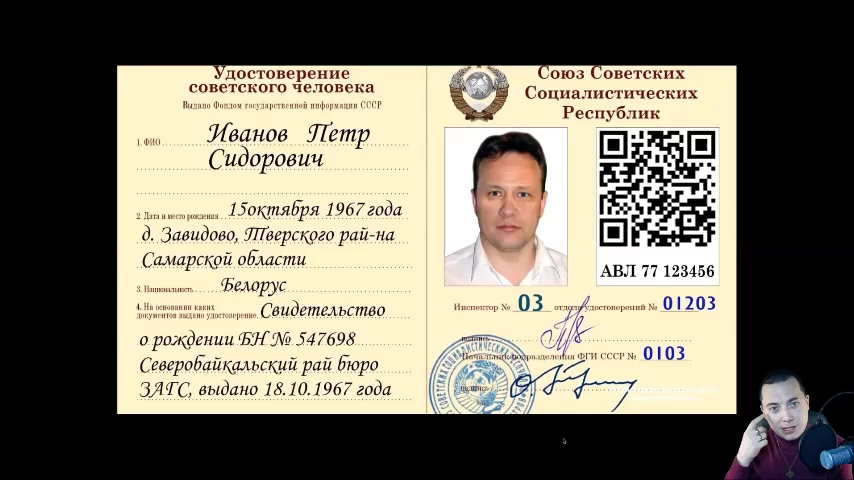 Удостоверение
советского человека
Выдано Фондом государственной информации СССР
1. ФИО Иванов Петр
Сидорович
2. Дата и место рождения 15октября 1967 года
д. Завидово, Тверского рай-на
Самарской области
3. Национальность Белорус
4. На основании каких
документов выдано удостоверение. Свидетельство
о рождении БН № 547698
Северобайкальский рай бюро
ЗАГС, выдано 18.10.1967 года
Союз Советских
Социалистических
Республик
АВЛ 77 123456
Инспектор № 03 отдела удостоверений № 01203
подпись
Начальник подразделения ФГИ СССР № 0103
подпись